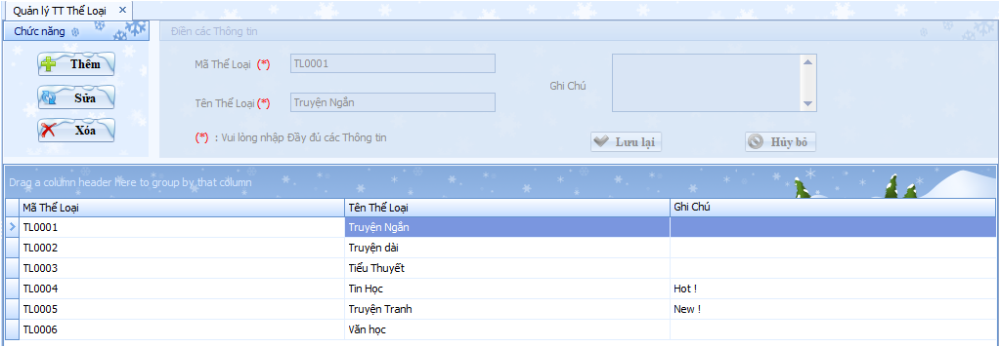 Quản lý TT Thể Loại
Chức năng
Điền các Thông tin
Thêm
Sửa
Xóa
Mã Thể Loại (*) TL0001
Tên Thể Loại (*) Truyện Ngắn
Ghi Chú
(*) : Vui lòng nhập Đầy đủ các Thông tin
Lưu lại Hủy bỏ
Drag a column header here to group by that column
Mã Thể Loại Tên Thể Loại Ghi Chú
TL0001 Truyện Ngắn
TL0002 Truyện dài
TL0003 Tiểu Thuyết
TL0004 Tin Học Hot !
TL0005 Truyện Tranh New !
TL0006 Văn học